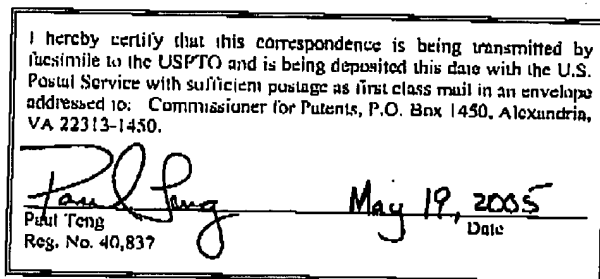 I hereby certify that this correspondence is being transmitted by
facsimile to the USPTO and is being deposited this date with the U.S.
Postal Service with sufficient postage as first class mail in an envelope
addressed to: Commissioner for Patents, P.O. Box 1450, Alexandria,
VA 22313-1450.
Paul Teng May 19, 2005
Paul Teng Date
Reg. No. 40,837